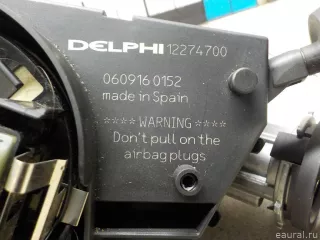 DELPHI 12274700
060916 0152
made in Spain
**** WARNING ****
Don't pull on the
airbag plugs
eaural.ru